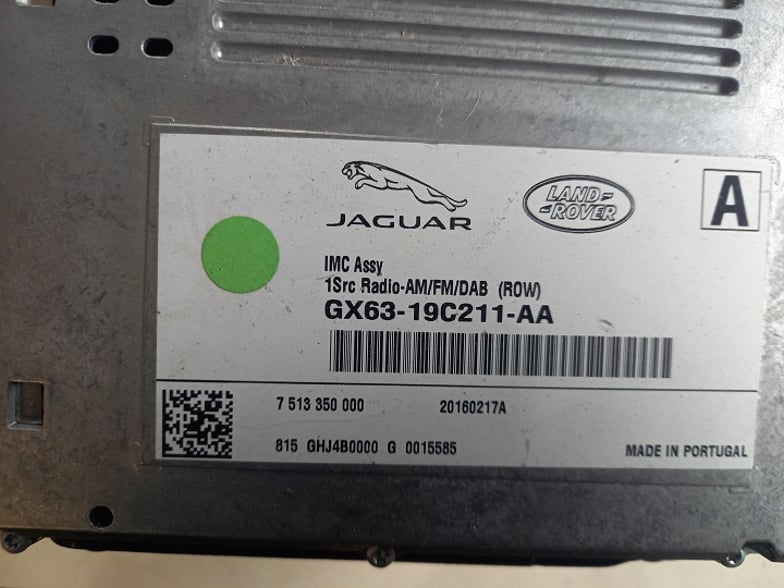 JAGUAR
LAND-
-ROVER
A
IMC Assy
1Src Radio-AM/FM/DAB (ROW)
GX63-19C211-AA
7 513 350 000 20160217A
815 GHJ4B0000 G 0015585 MADE IN PORTUGAL